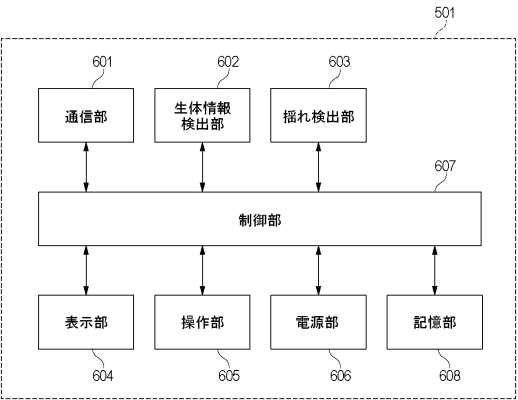 501
601
602
603
通信部
生体情報
検出部
揺れ検出部
607
制御部
表示部
操作部
電源部
記憶部
604
605
606
608